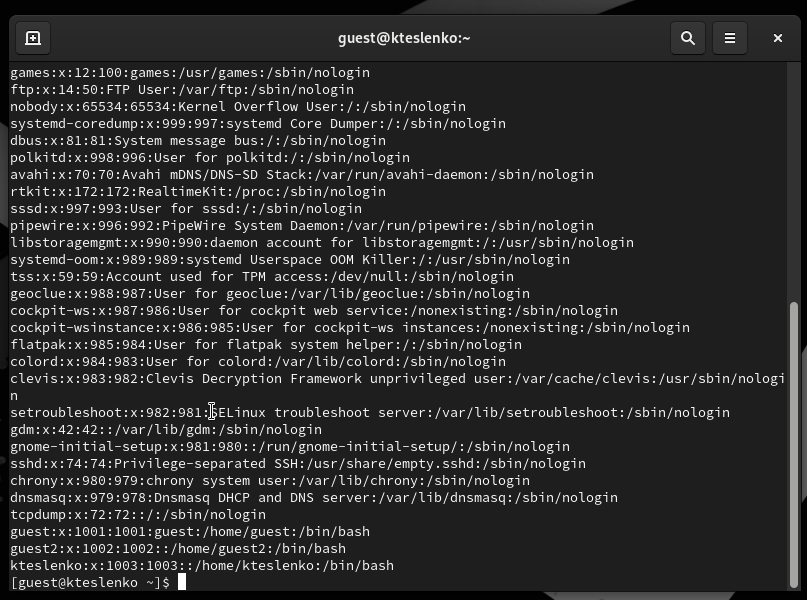 guest@kteslenko:~
games:x:12:100:games:/usr/games:/sbin/nologin
ftp:x:14:50:FTP User:/var/ftp:/sbin/nologin
nobody:x:65534:65534:Kernel Overflow User:/:/sbin/nologin
systemd-coredump:x:999:997:systemd Core Dumper:/:/sbin/nologin
dbus:x:81:81:System message bus:/:/sbin/nologin
polkitd:x:998:996:User for polkitd:/:/sbin/nologin
avahi:x:70:70:Avahi mDNS/DNS-SD Stack:/var/run/avahi-daemon:/sbin/nologin
rtkit:x:172:172:RealtimeKit:/proc:/sbin/nologin
sssd:x:997:993:User for sssd:/:/sbin/nologin
pipewire:x:996:992:PipeWire System Daemon:/var/run/pipewire:/sbin/nologin
libstoragemgmt:x:990:990:daemon account for libstoragemgmt:/:/usr/sbin/nologin
systemd-oom:x:989:989:systemd Userspace OOM Killer:/:/usr/sbin/nologin
tss:x:59:59:Account used for TPM access:/dev/null:/sbin/nologin
geoclue:x:988:987:User for geoclue:/var/lib/geoclue:/sbin/nologin
cockpit-ws:x:987:986:User for cockpit web service:/nonexisting:/sbin/nologin
cockpit-wsinstance:x:986:985:User for cockpit-ws instances:/nonexisting:/sbin/nologin
flatpak:x:985:984:User for flatpak system helper:/:/sbin/nologin
colord:x:984:983:User for colord:/var/lib/colord:/sbin/nologin
clevis:x:983:982:Clevis Decryption Framework unprivileged user:/var/cache/clevis:/usr/sbin/nologi
n
setroubleshoot:x:982:981:SELinux troubleshoot server:/var/lib/setroubleshoot:/sbin/nologin
gdm:x:42:42::/var/lib/gdm:/sbin/nologin
gnome-initial-setup:x:981:980::/run/gnome-initial-setup/:/sbin/nologin
sshd:x:74:74:Privilege-separated SSH:/usr/share/empty.sshd:/sbin/nologin
chrony:x:980:979:chrony system user:/var/lib/chrony:/sbin/nologin
dnsmasq:x:979:978:Dnsmasq DHCP and DNS server:/var/lib/dnsmasq:/sbin/nologin
tcpdump:x:72:72::/:/sbin/nologin
guest:x:1001:1001:guest:/home/guest:/bin/bash
guest2:x:1002:1002::/home/guest2:/bin/bash
kteslenko:x:1003:1003::/home/kteslenko:/bin/bash
[guest@kteslenko ~]$